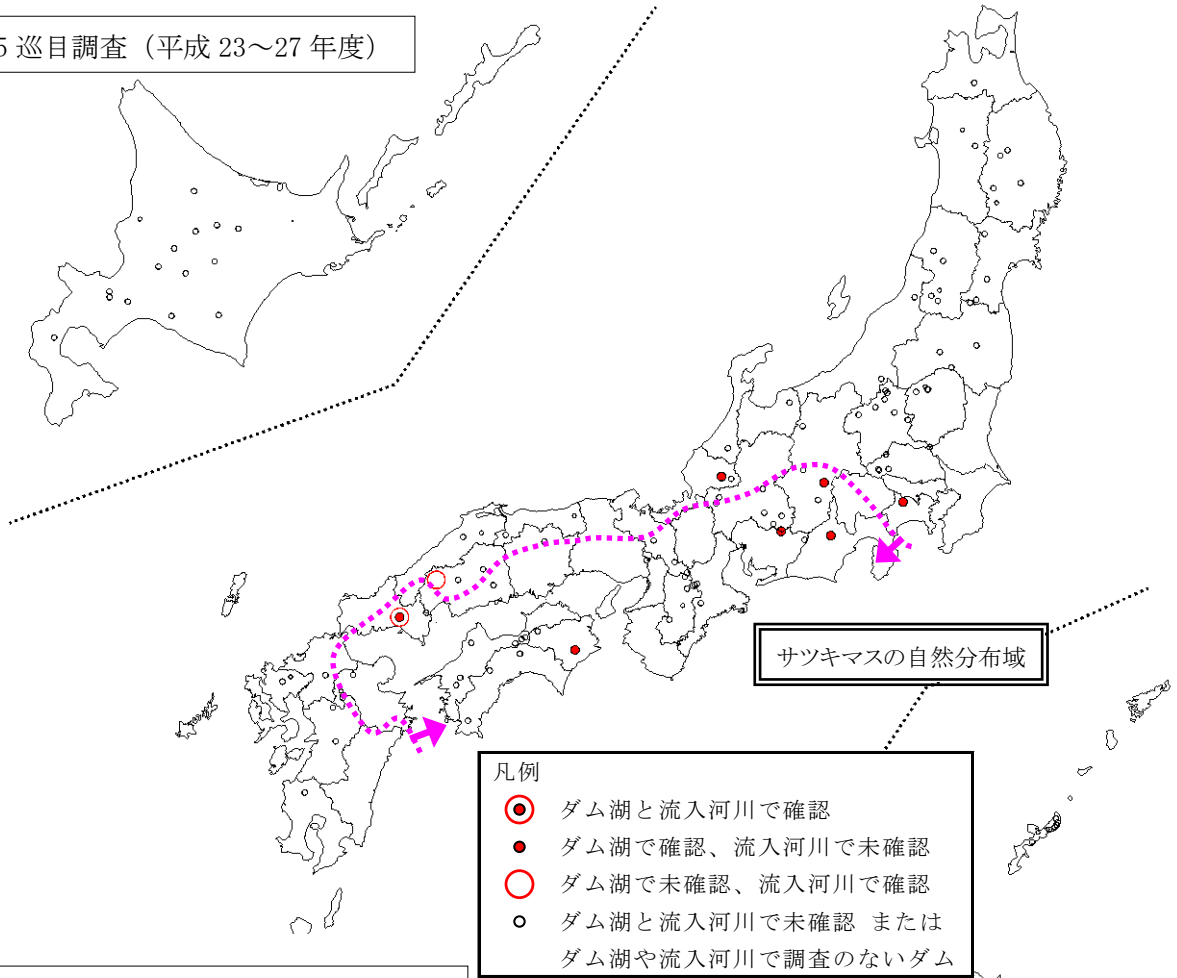 5 巡目調査（平成 23～27 年度）
サツキマスの自然分布域
凡例
ダム湖と流入河川で確認
ダム湖で確認、流入河川で未確認
ダム湖で未確認、流入河川で確認
ダム湖と流入河川で未確認 または
ダム湖や流入河川で調査のないダム